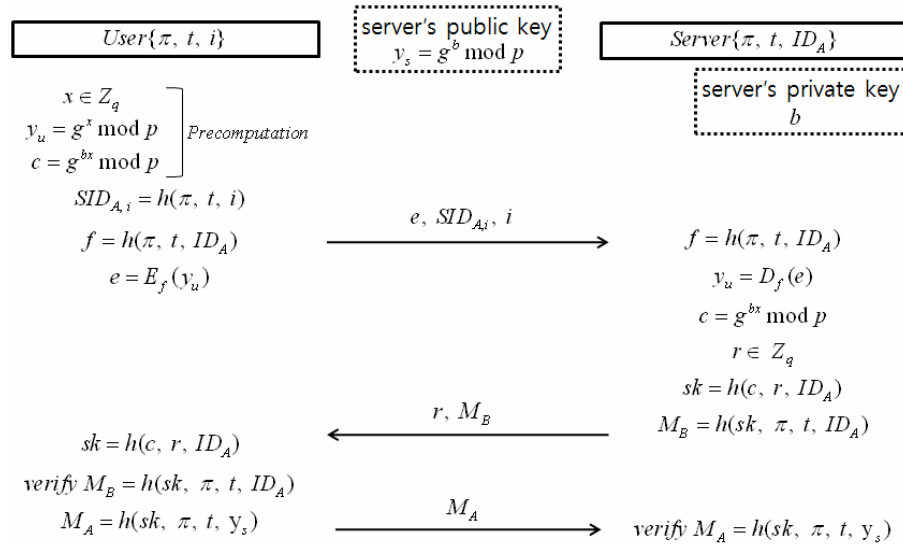 User{π, t, i}
server's public key
y_s = g^b mod p
Server{π, t, ID_A}
server's private key
b
x ∈ Z_q
y_u = g^x mod p
c = g^{bx} mod p
Precomputation
SID_{A,i} = h(π, t, i)
f = h(π, t, ID_A)
e = E_f(y_u)
e, SID_{A,i}, i
f = h(π, t, ID_A)
y_u = D_f(e)
c = g^{bx} mod p
r ∈ Z_q
sk = h(c, r, ID_A)
M_B = h(sk, π, t, ID_A)
r, M_B
sk = h(c, r, ID_A)
verify M_B = h(sk, π, t, ID_A)
M_A = h(sk, π, t, y_s)
M_A
verify M_A = h(sk, π, t, y_s)